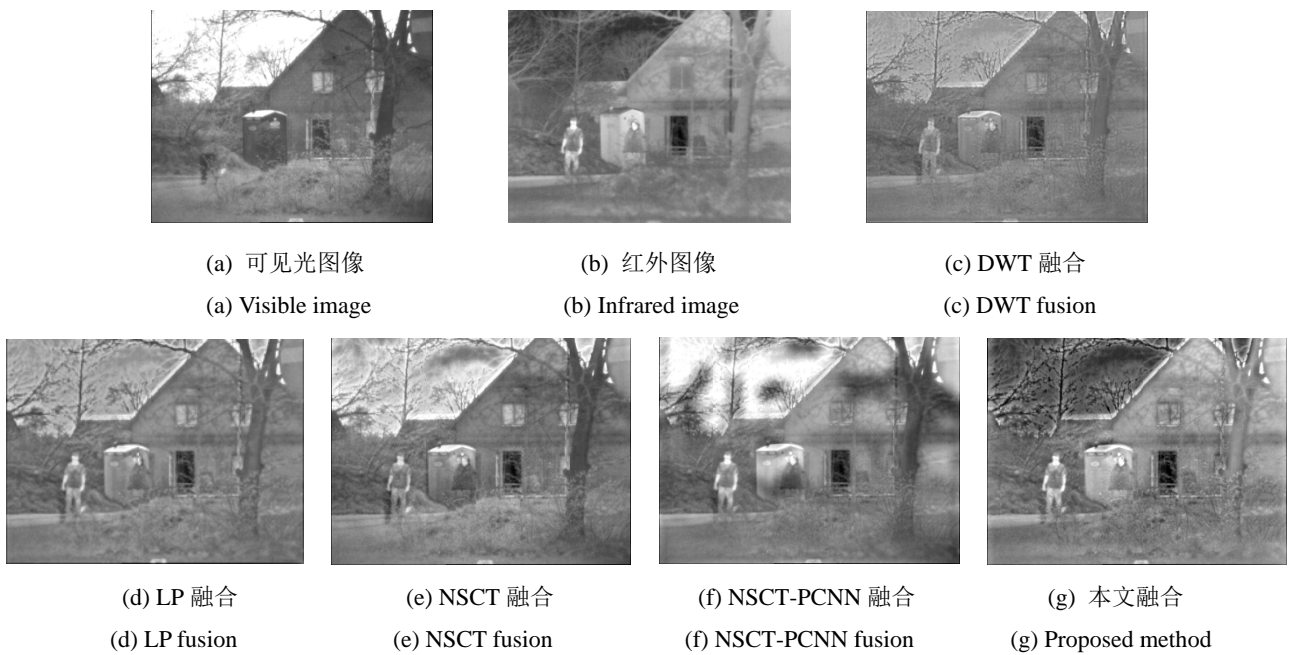 (a) 可见光图像
(b) 红外图像
(c) DWT 融合
(a) Visible image
(b) Infrared image
(c) DWT fusion
(d) LP 融合
(e) NSCT 融合
(f) NSCT-PCNN 融合
(g) 本文融合
(d) LP fusion
(e) NSCT fusion
(f) NSCT-PCNN fusion
(g) Proposed method